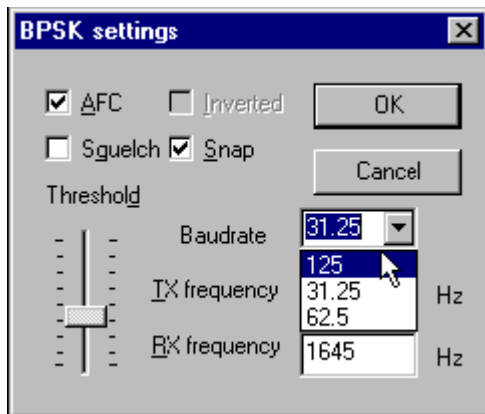 BPSK settings
AFC Inverted OK
Sguelch Snap
Cancel
Threshold
Baudrate 31.25
125
TX frequency 31.25 Hz
62.5
RX frequency 1645 Hz